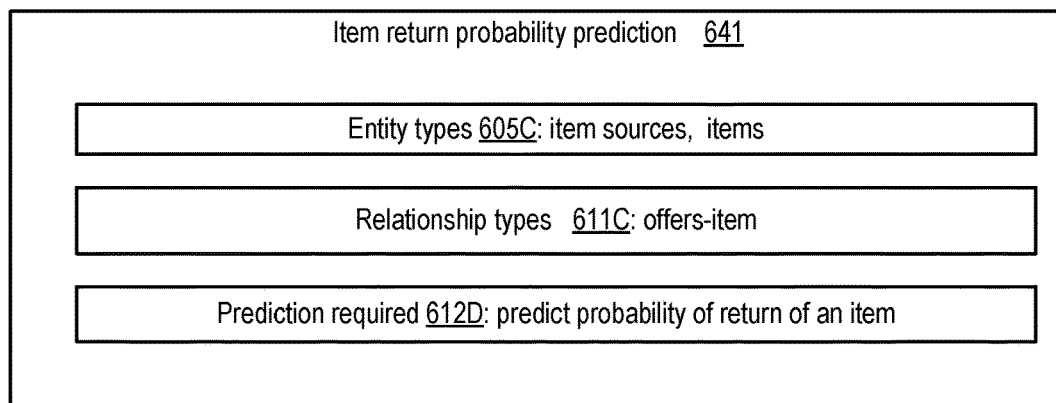 Item return probability prediction 641
Entity types 605C: item sources, items
Relationship types 611C: offers-item
Prediction required 612D: predict probability of return of an item